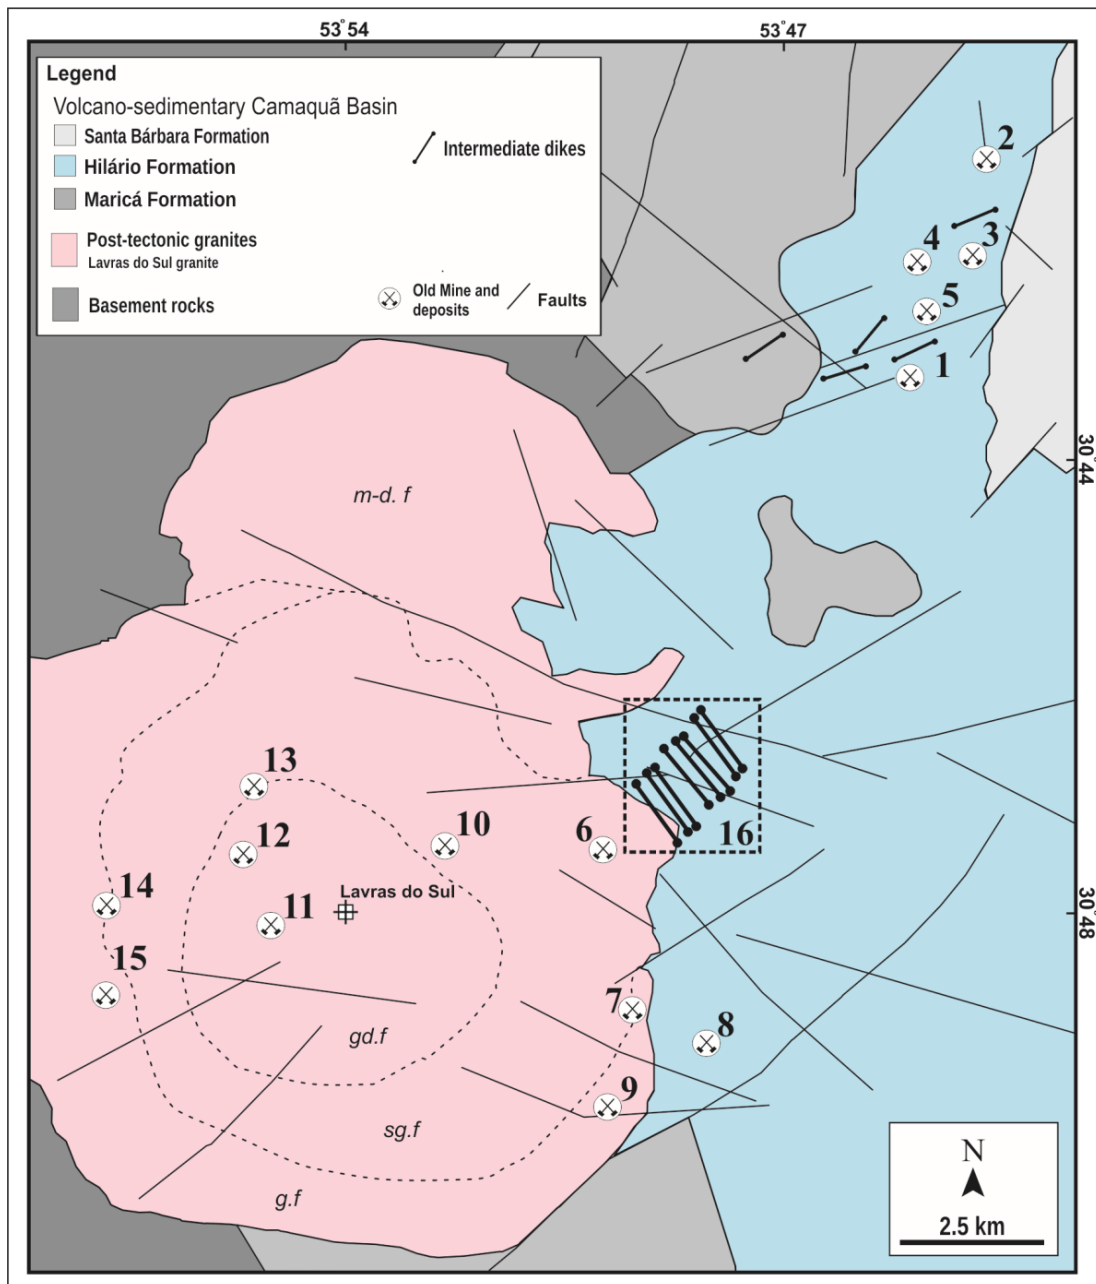 53°54
53°47
Legend
Volcano-sedimentary Camaquã Basin
Santa Bárbara Formation
Hilário Formation
Maricá Formation
Post-tectonic granites
Lavras do Sul granite
Basement rocks
Intermediate dikes
Old Mine and
deposits
Faults
2
4
3
5
1
30°44
m-d. f
13
12
10
6
16
14
11
Lavras do Sul
30°48
15
7
8
gd.f
9
sg.f
g.f
N
2.5 km